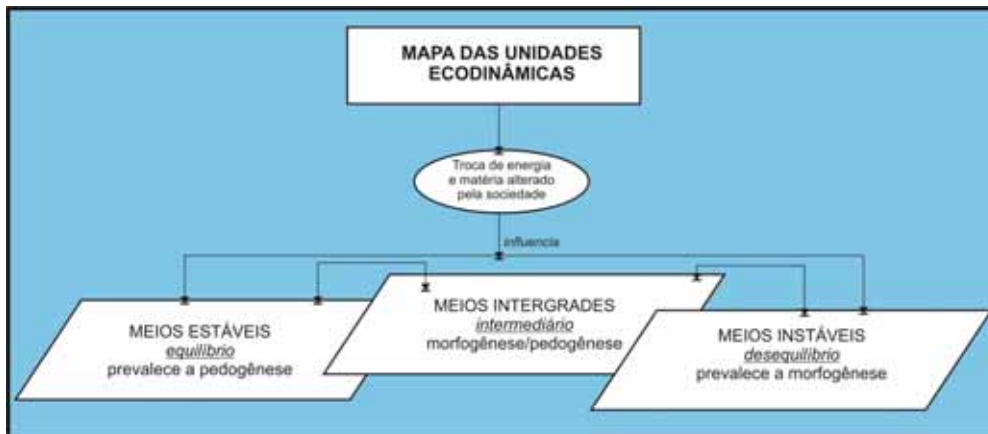 MAPA DAS UNIDADES
ECODINÂMICAS
Troca de energia
e matéria alterado
pela sociedade
influencia
MEIOS ESTÁVEIS
equilíbrio
prevalece a pedogênese
MEIOS INTERGRADES
intermediário
morfogênese/pedogênese
MEIOS INSTÁVEIS
desequilíbrio
prevalece a morfogênese